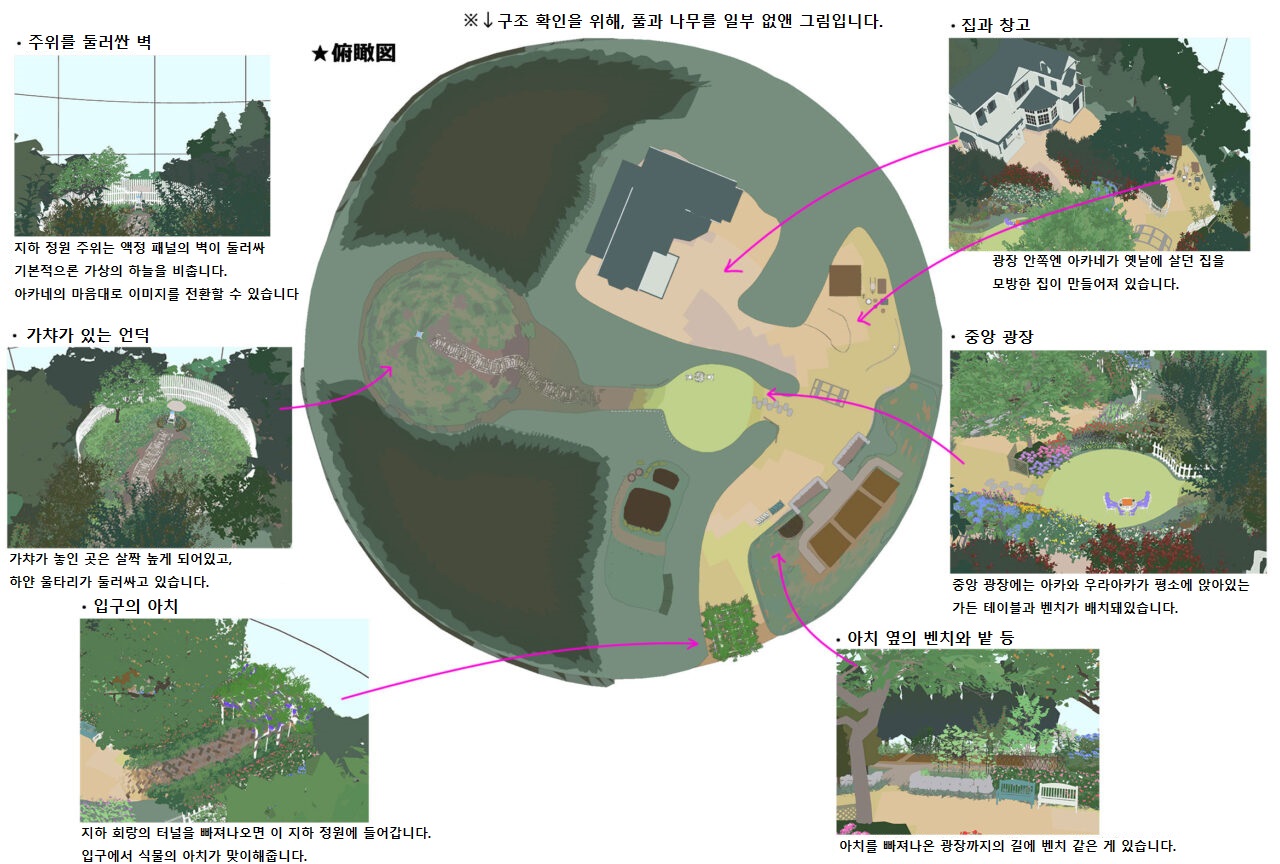 ※↓구조 확인을 위해, 풀과 나무를 일부 없앤 그림입니다.
★俯瞰図
・주위를 둘러싼 벽
지하 정원 주위는 액정 패널의 벽이 둘러싸
기본적으론 가상의 하늘을 비춥니다.
아카네의 마음대로 이미지를 전환할 수 있습니다
・가챠가 있는 언덕
가챠가 놓인 곳은 살짝 높게 되어있고,
하얀 울타리가 둘러싸고 있습니다.
・입구의 아치
지하 회랑의 터널을 빠져나오면 이 지하 정원에 들어갑니다.
입구에서 식물의 아치가 맞이해줍니다.
・집과 창고
광장 안쪽엔 아카네가 옛날에 살던 집을
모방한 집이 만들어져 있습니다.
・중앙 광장
중앙 광장에는 아카와 우라아카가 평소에 앉아있는
가든 테이블과 벤치가 배치돼있습니다.
・아치 옆의 벤치와 밭 등
아치를 빠져나온 광장까지의 길에 벤치 같은 게 있습니다.